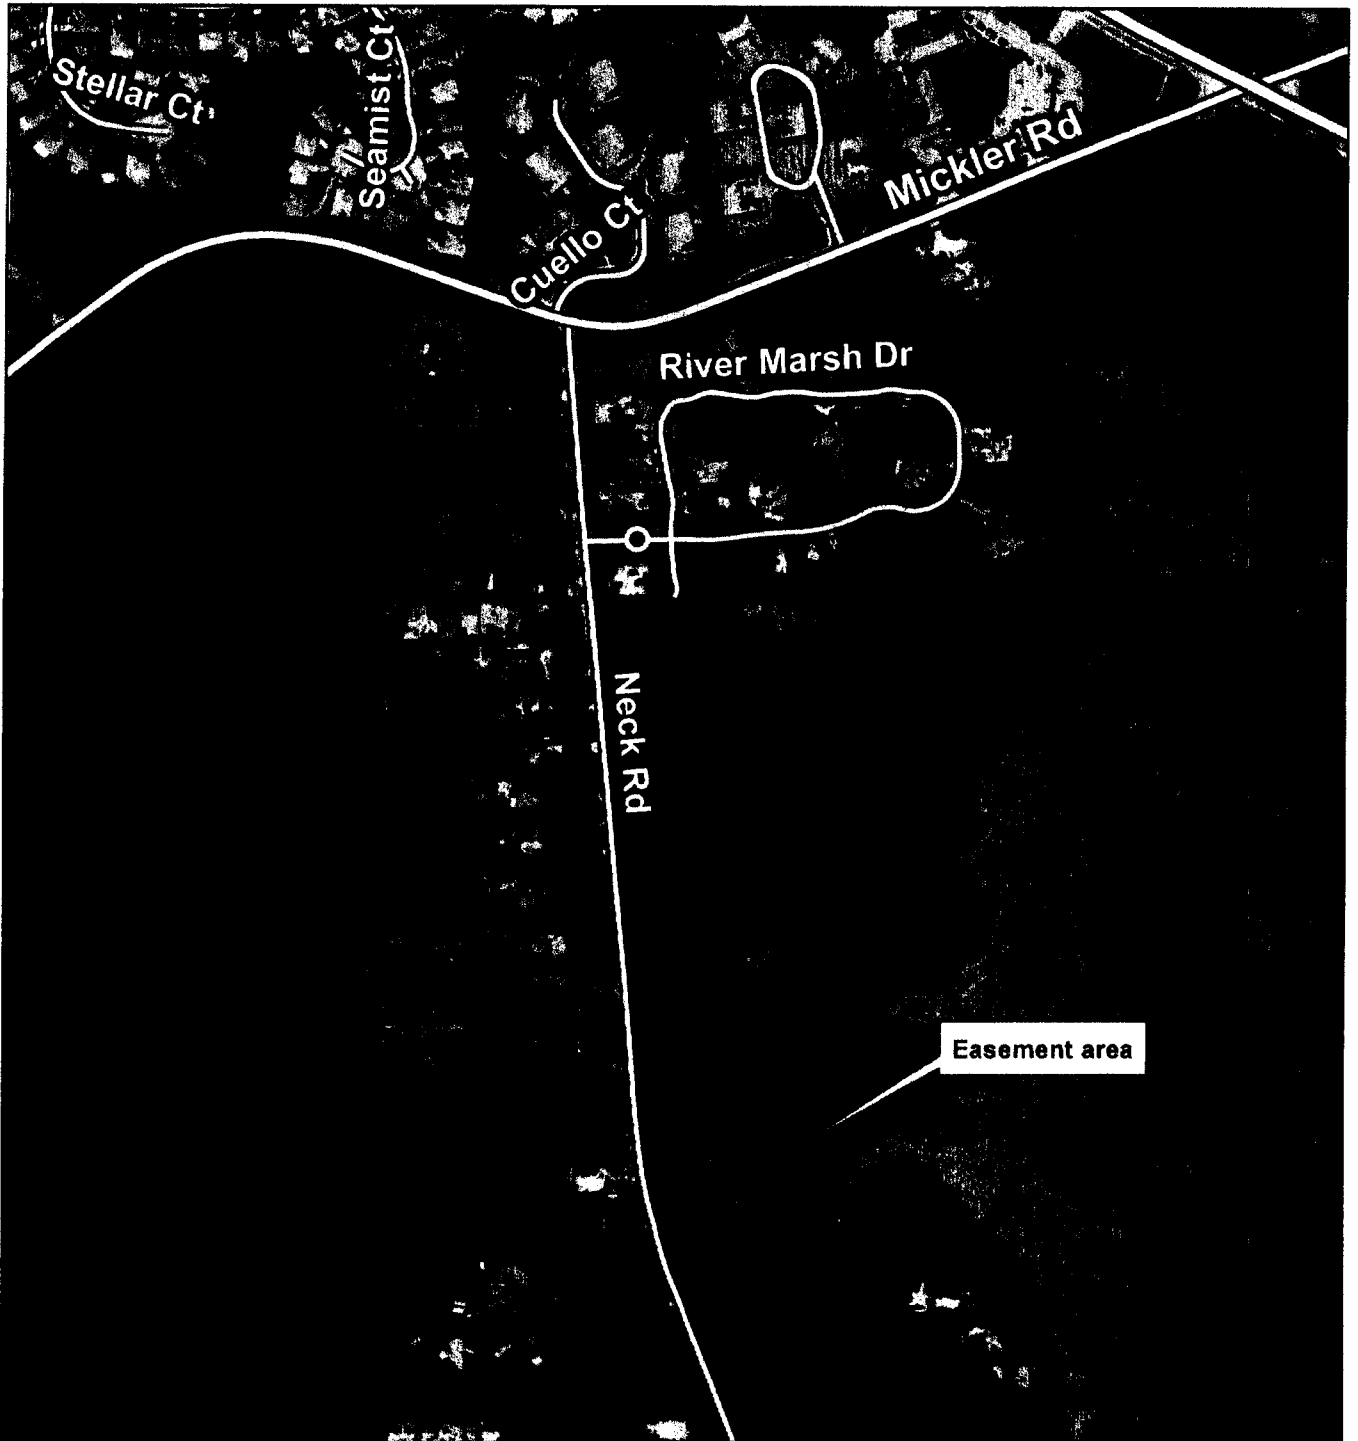 Stellar Ct
Seamist Ct
Cuello Ct
Mickler Rd
River Marsh Dr
Neck Rd
Easement area